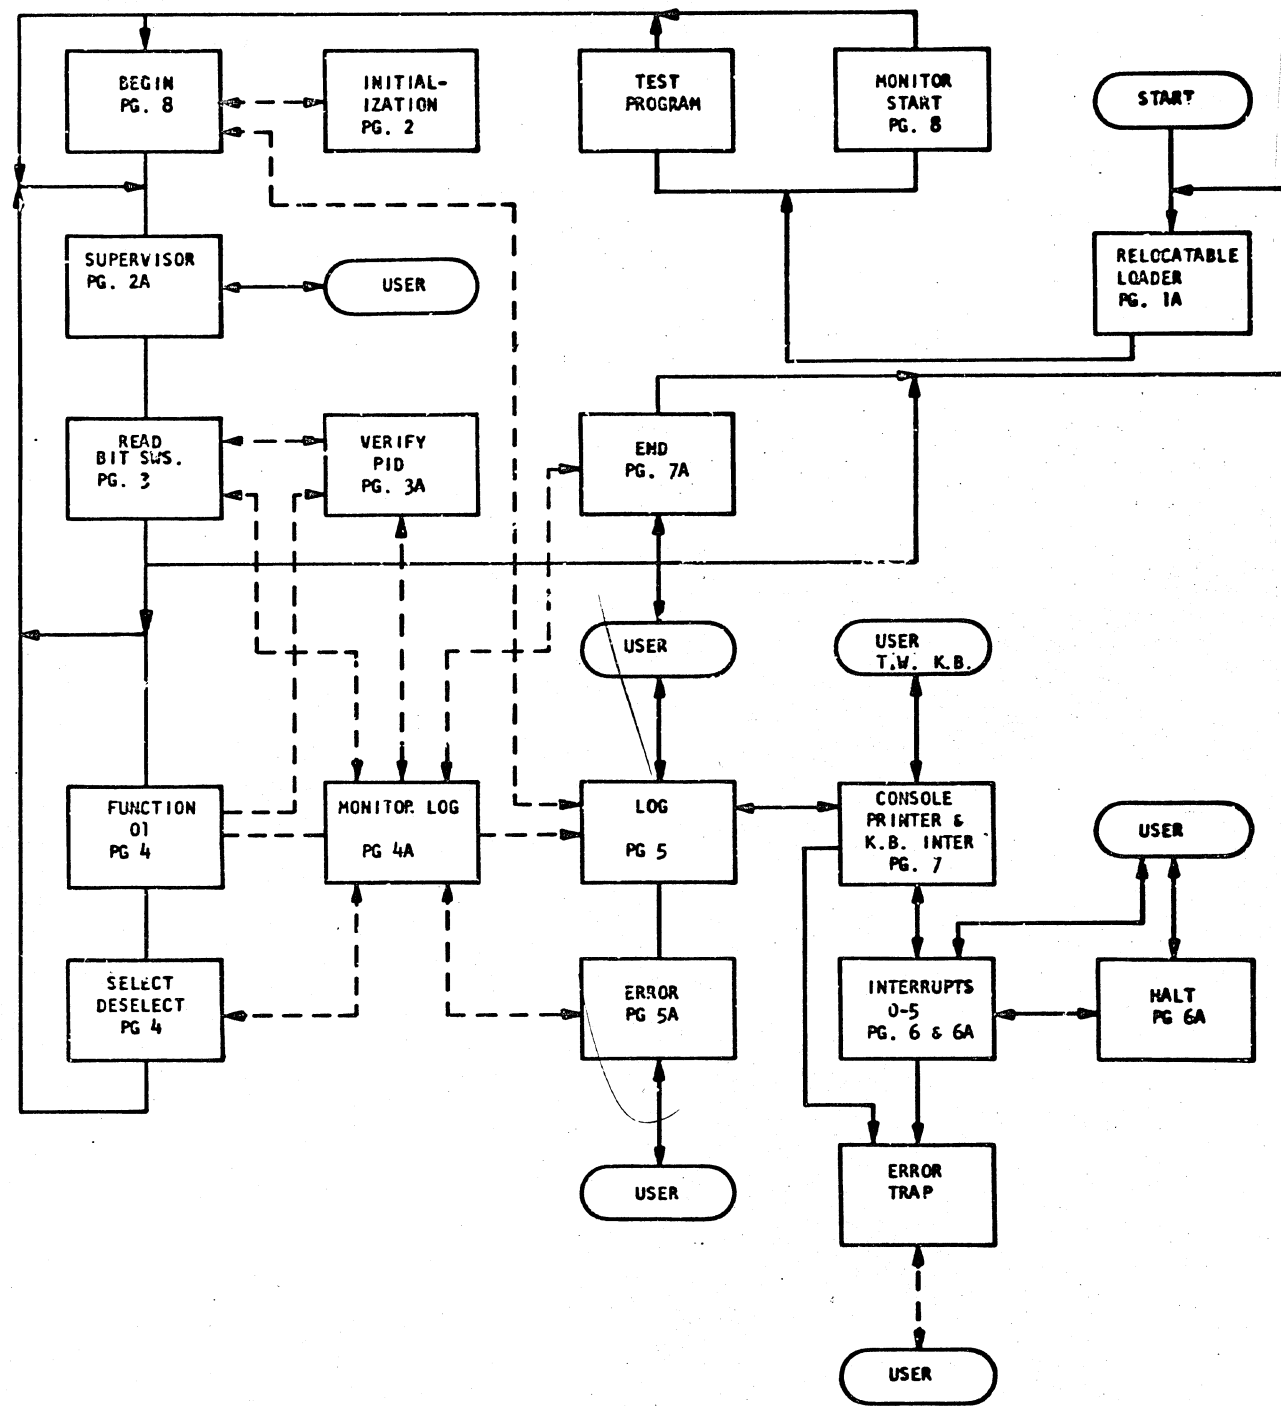 BEGIN
PG. 8
INITIAL-
IZATION
PG. 2
TEST
PROGRAM
MONITOR
START
PG. 8
START
SUPERVISOR
PG. 2A
USER
RELOCATABLE
LOADER
PG. 1A
READ
BIT SWS.
PG. 3
VERIFY
PID
PG. 3A
END
PG. 7A
USER
USER
T.W. K.B.
FUNCTION
01
PG 4
MONITOR LOG
PG 4A
LOG
PG 5
CONSOLE
PRINTER &
K.B. INTER
PG. 7
USER
SELECT
DESELECT
PG 4
ERROR
PG 5A
INTERRUPTS
0-5
PG. 6 & 6A
HALT
PG 6A
USER
ERROR
TRAP
USER